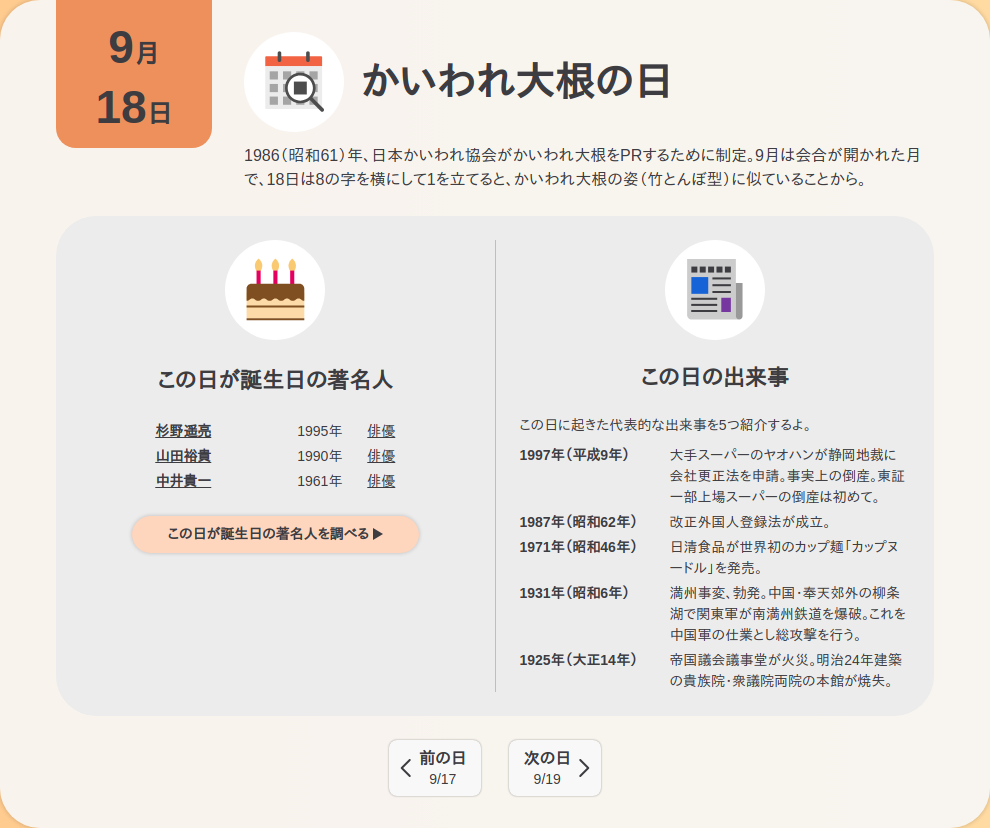 9月
18日
かいわれ大根の日
1986（昭和61）年、日本かいわれ協会がかいわれ大根をPRするために制定。9月は会合が開かれた月
で、18日は8の字を横にして1を立てると、かいわれ大根の姿（竹とんぼ型）に似ていることから。
この日が誕生日の著名人
杉野遥亮 1995年 俳優
山田裕貴 1990年 俳優
中井貴一 1961年 俳優
この日が誕生日の著名人を調べる▶
この日の出来事
この日に起きた代表的な出来事を5つ紹介するよ。
1997年（平成9年） 大手スーパーのヤオハンが静岡地裁に
会社更正法を申請。事実上の倒産。東証
一部上場スーパーの倒産は初めて。
1987年（昭和62年） 改正外国人登録法が成立。
1971年（昭和46年） 日清食品が世界初のカップ麺「カップヌ
ードル」を発売。
1931年（昭和6年） 満州事変、勃発。中国・奉天郊外の柳条
湖で関東軍が南満州鉄道を爆破。これを
中国軍の仕業とし総攻撃を行う。
1925年（大正14年） 帝国議会議事堂が火災。明治24年建築
の貴族院・衆議院両院の本館が焼失。
前の日
9/17
次の日
9/19